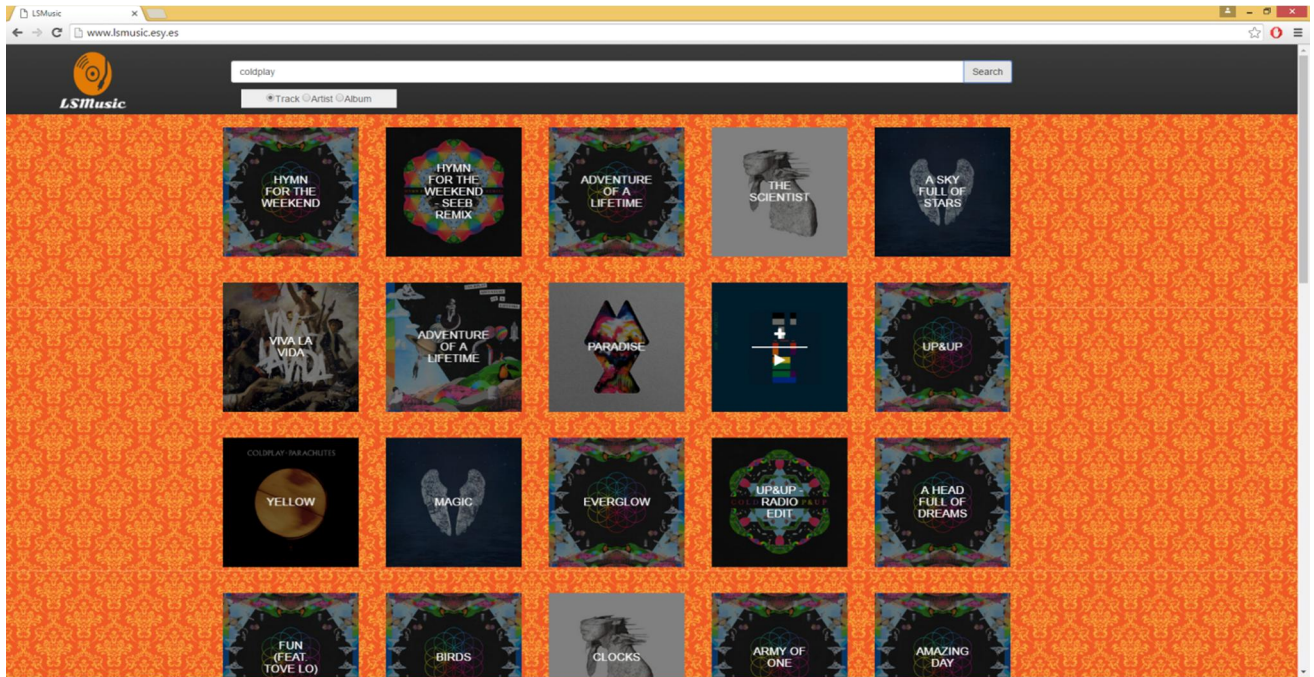 LSMusic
www.lsmusic.esy.es
coldplay
Search
LSMusic
Track Artist Album
HYMN
FOR THE
WEEKEND
HYMN
FOR THE
WEEKEND
- SEEB
REMIX
ADVENTURE
OF A
LIFETIME
THE
SCIENTIST
A SKY
FULL OF
STARS
VIVA LA
VIDA
ADVENTURE
OF A
LIFETIME
PARADISE
UP&UP
COLDPLAY·PARACHUTES
YELLOW
MAGIC
EVERGLOW
UP&UP -
RADIO
EDIT
A HEAD
FULL OF
DREAMS
FUN
(FEAT.
TOVE LO)
BIRDS
CLOCKS
ARMY OF
ONE
AMAZING
DAY